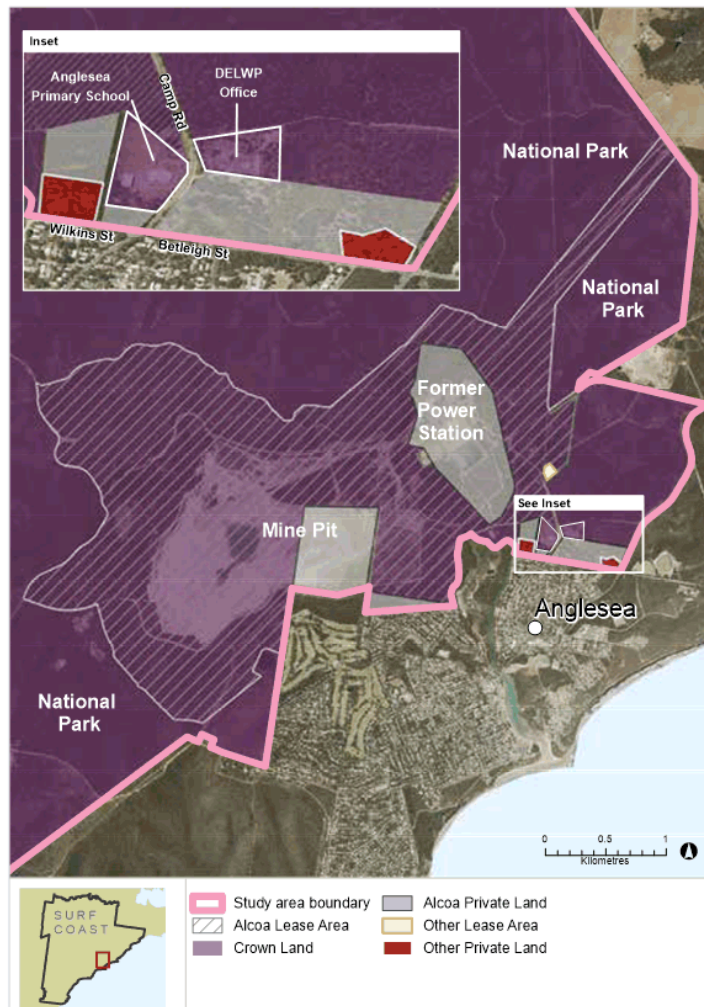 Inset
Anglesea
Primary School
Camp Rd
DELWP
Office
Wilkins St
Betleigh St
National Park
National
Park
Former
Power
Station
Mine Pit
See Inset
Anglesea
National
Park
0 0.5 1
Kilometres
SURF
COAST
Study area boundary
Alcoa Lease Area
Crown Land
Alcoa Private Land
Other Lease Area
Other Private Land